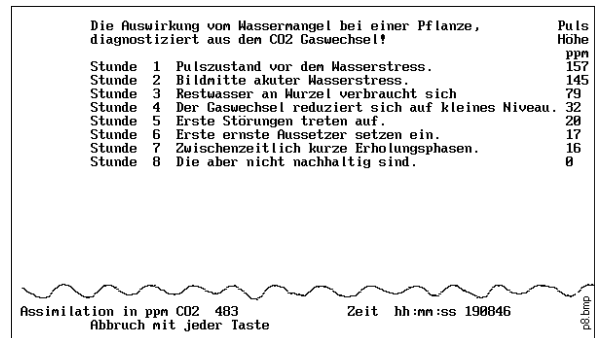 Die Auswirkung vom Wassermangel bei einer Pflanze, Puls
diagnostiziert aus dem CO2 Gaswechsel! Höhe
ppm
Stunde 1 Pulszustand vor dem Wasserstress. 157
Stunde 2 Bildmitte akuter Wasserstress. 145
Stunde 3 Restwasser an Wurzel verbraucht sich 79
Stunde 4 Der Gaswechsel reduziert sich auf kleines Niveau. 32
Stunde 5 Erste Störungen treten auf. 20
Stunde 6 Erste ernste Aussetzer setzen ein. 17
Stunde 7 Zwischenzeitlich kurze Erholungsphasen. 16
Stunde 8 Die aber nicht nachhaltig sind. 0
Assimilation in ppm CO2 483 Zeit hh:mm:ss 190846
Abbruch mit jeder Taste
p8.bmp